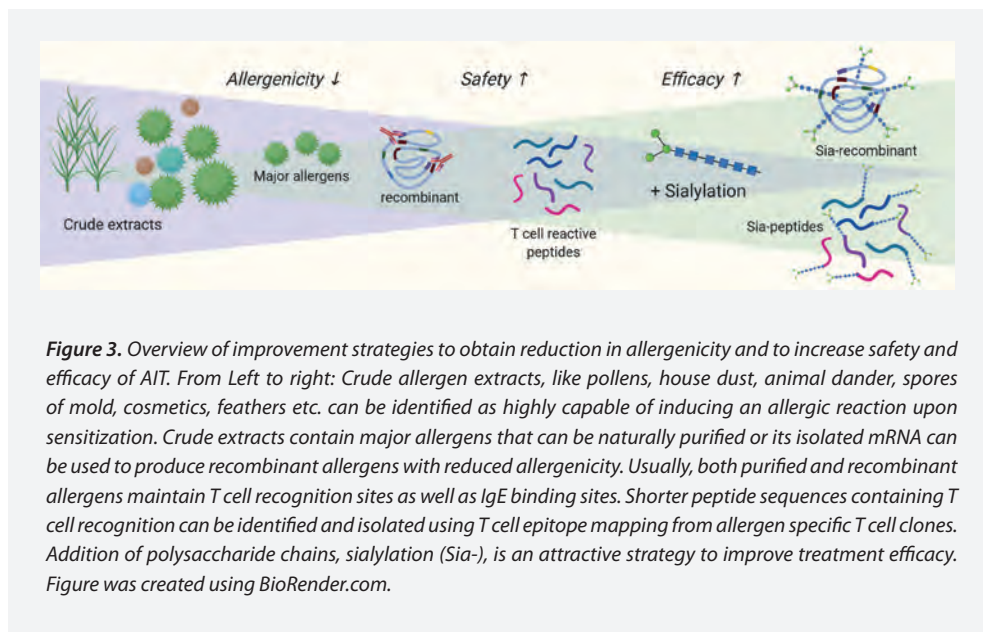 Allergenicity ↓
Safety ↑
Efficacy ↑
Crude extracts
Major allergens
recombinant
T cell reactive
peptides
+ Sialylation
Sia-recombinant
Sia-peptides
Figure 3. Overview of improvement strategies to obtain reduction in allergenicity and to increase safety and
efficacy of AIT. From Left to right: Crude allergen extracts, like pollens, house dust, animal dander, spores
of mold, cosmetics, feathers etc. can be identified as highly capable of inducing an allergic reaction upon
sensitization. Crude extracts contain major allergens that can be naturally purified or its isolated mRNA can
be used to produce recombinant allergens with reduced allergenicity. Usually, both purified and recombinant
allergens maintain T cell recognition sites as well as IgE binding sites. Shorter peptide sequences containing T
cell recognition can be identified and isolated using T cell epitope mapping from allergen specific T cell clones.
Addition of polysaccharide chains, sialylation (Sia-), is an attractive strategy to improve treatment efficacy.
Figure was created using BioRender.com.